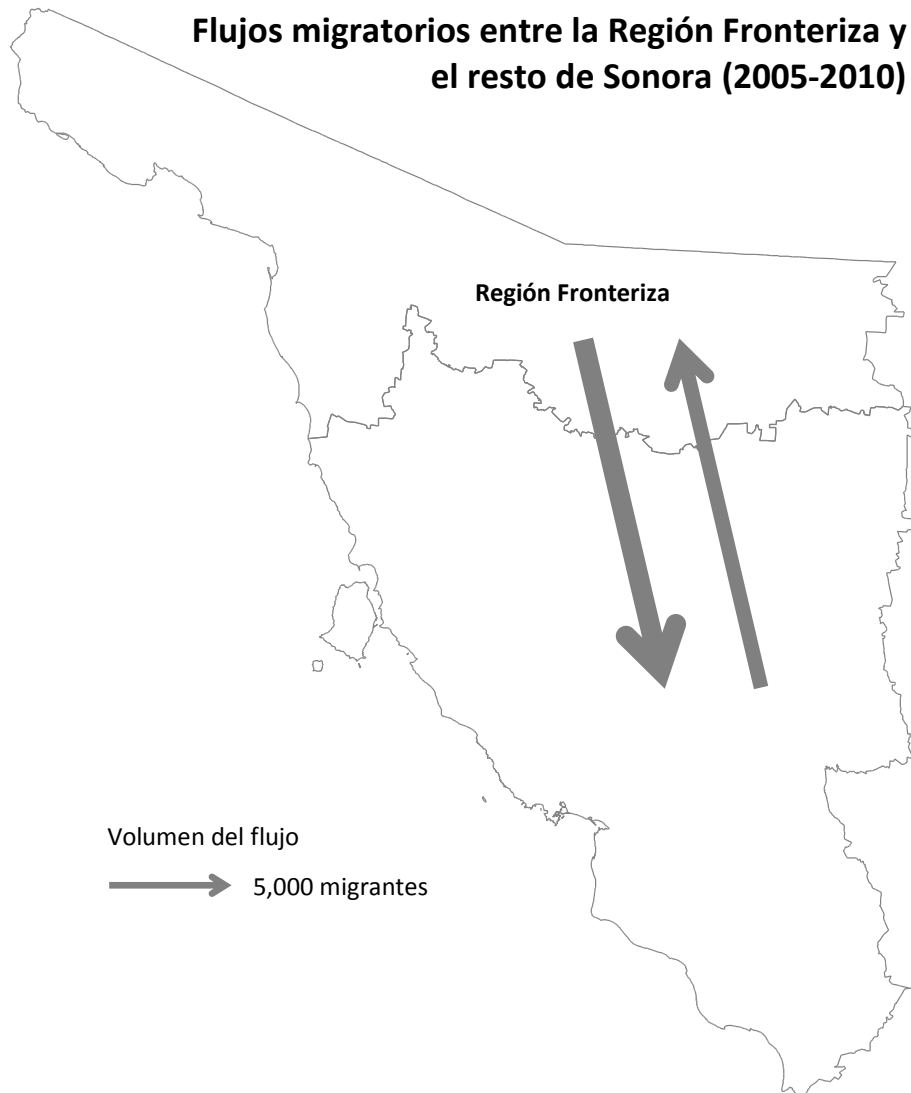 Flujos migratorios entre la Región Fronteriza y
el resto de Sonora (2005-2010)
Región Fronteriza
Volumen del flujo
5,000 migrantes